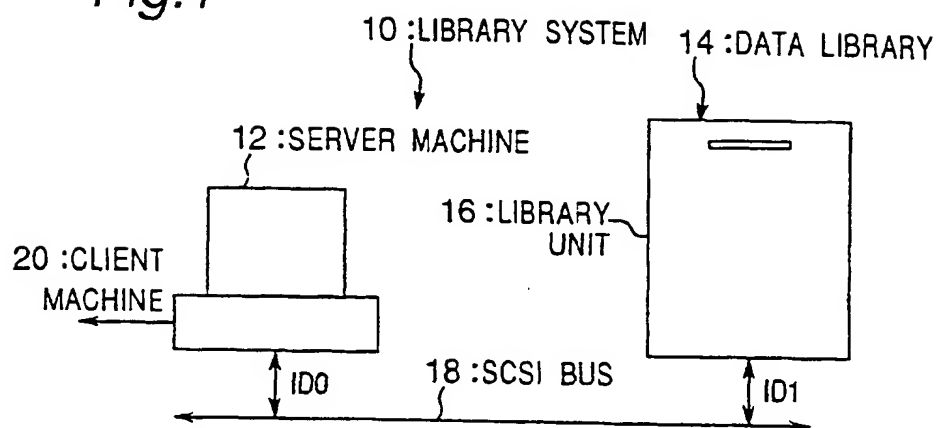 Fig.1
10 :LIBRARY SYSTEM
14 :DATA LIBRARY
12 :SERVER MACHINE
16 :LIBRARY
UNIT
20 :CLIENT
MACHINE
ID0
18 :SCSI BUS
ID1